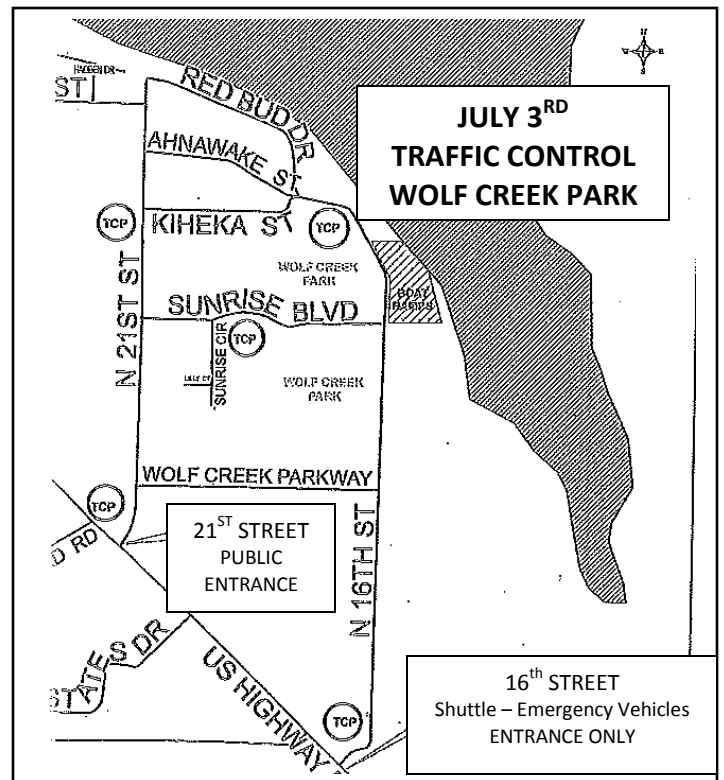 N
W E
S
JULY 3RD
TRAFFIC CONTROL
WOLF CREEK PARK
ST
RED BUD DR
AHNAWAKE ST
TCP
KIHEKA ST
TCP
WOLF CREEK
PARK
BOAT
RAMPS
SUNRISE BLVD
N 21ST ST
TCP
SUNRISE CIR
WOLF CREEK
PARK
WOLF CREEK PARKWAY
TCP
21ST STREET
PUBLIC
ENTRANCE
D RD
N 16TH ST
STATES DR
US HIGHWAY
TCP
16th STREET
Shuttle – Emergency Vehicles
ENTRANCE ONLY